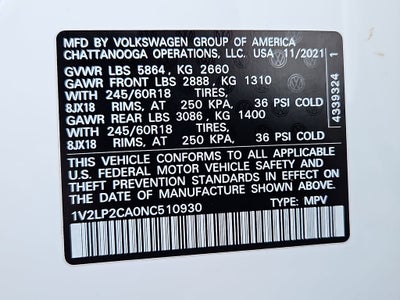 MFD BY VOLKSWAGEN GROUP OF AMERICA
CHATTANOOGA OPERATIONS, LLC. USA 11/2021
GVWR LBS 5864, KG 2660
GAWR FRONT LBS 2888, KG 1310
WITH 245/60R18 TIRES,
8JX18 RIMS, AT 250 KPA, 36 PSI COLD
GAWR REAR LBS 3086, KG 1400
WITH 245/60R18 TIRES,
8JX18 RIMS, AT 250 KPA, 36 PSI COLD
THIS VEHICLE CONFORMS TO ALL APPLICABLE
U.S. FEDERAL MOTOR VEHICLE SAFETY AND
THEFT PREVENTION STANDARDS IN EFFECT ON
THE DATE OF MANUFACTURE SHOWN ABOVE.
1V2LP2CA0NC510930 TYPE: MPV
4339324 1